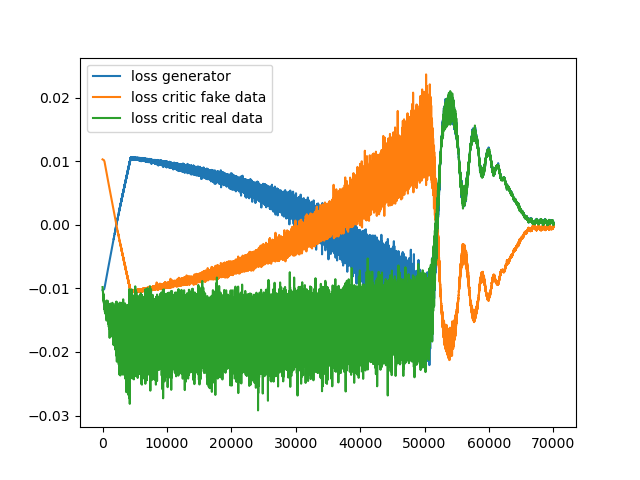 loss generator
loss critic fake data
loss critic real data
0.02
0.01
0.00
−0.01
−0.02
−0.03
0 10000 20000 30000 40000 50000 60000 70000